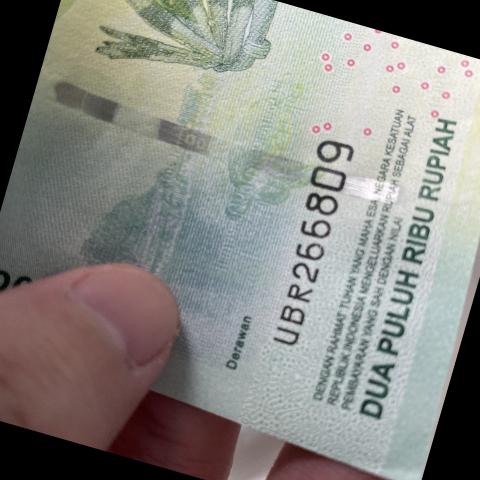 Derawan
UBR266809
DENGAN RAHMAT TUHAN YANG MAHA ESA NEGARA KESATUAN
REPUBLIK INDONESIA MENGELUARKAN RUPIAH SEBAGAI ALAT
PEMBAYARAN YANG SAH DENGAN NILAI
DUA PULUH RIBU RUPIAH